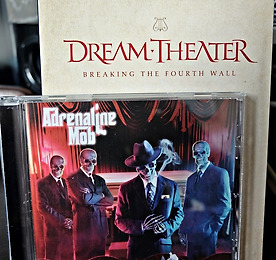 DREAM·THEATER
BREAKING THE FOURTH WALL
Adrenaline
Mob